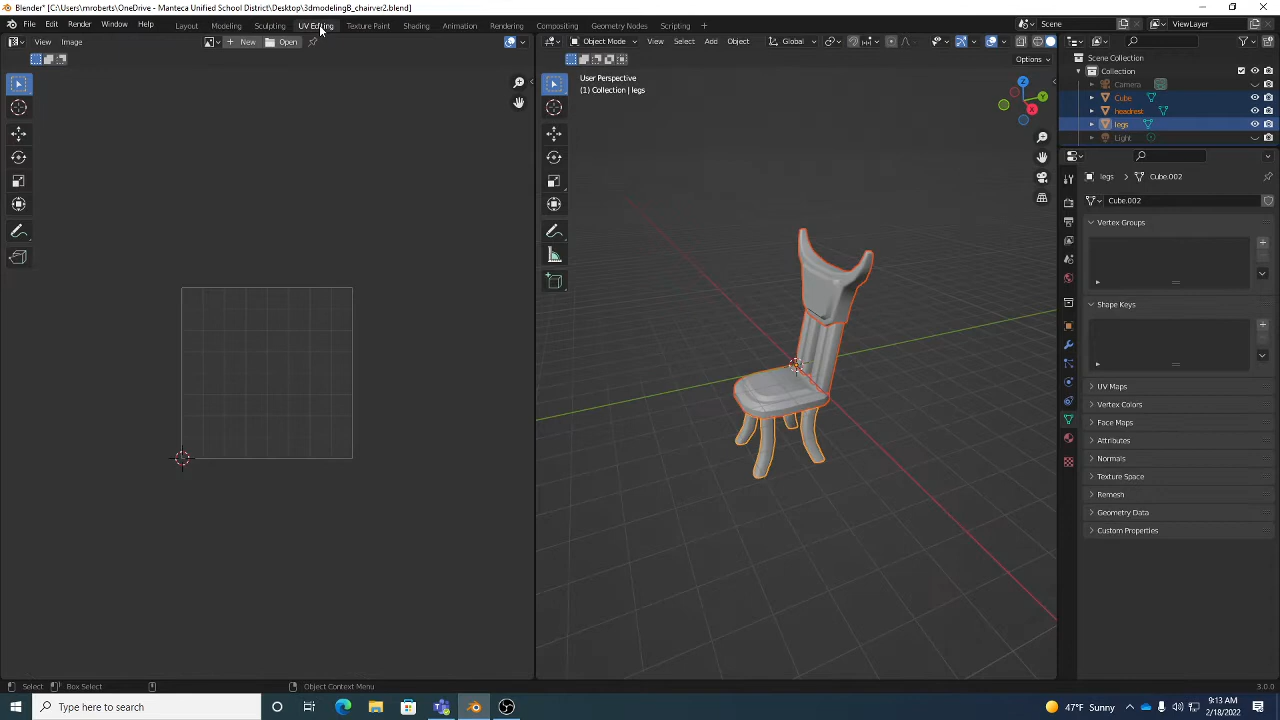 Blender* [C:\Users\mroberts\OneDrive - Manteca Unified School District\Desktop\3dmodeling8_chairver2.blend]
File Edit Render Window Help Layout Modeling Sculpting UV Editing Texture Paint Shading Animation Rendering Compositing Geometry Nodes Scripting + Scene ViewLayer
View Image New Open Object Mode View Select Add Object Global
Options
User Perspective
(1) Collection | legs
Z
Y
X
Scene Collection
Collection
Camera
Cube
headrest
legs
Light
legs > Cube.002
Cube.002
Vertex Groups
Shape Keys
UV Maps
Vertex Colors
Face Maps
Attributes
Normals
Texture Space
Remesh
Geometry Data
Custom Properties
Select Box Select Object Context Menu 3.0.0
Type here to search
47°F Sunny
9:13 AM
2/18/2022